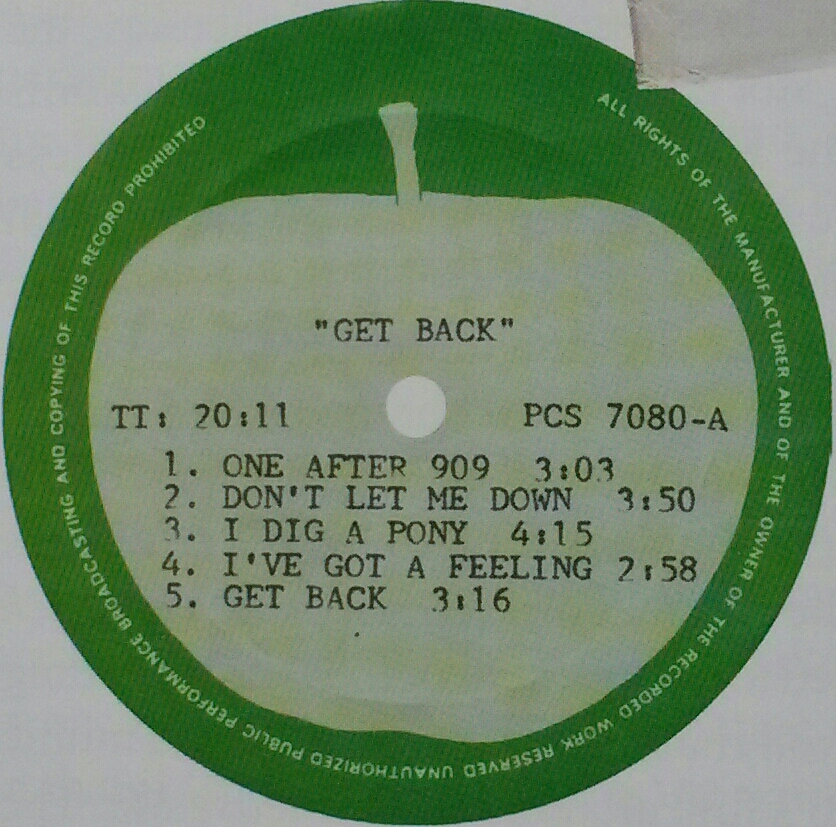 "GET BACK"
TT: 20:11 PCS 7080-A
1. ONE AFTER 909 3:03
2. DON'T LET ME DOWN 3:50
3. I DIG A PONY 4:15
4. I'VE GOT A FEELING 2:58
5. GET BACK 3:16
ALL RIGHTS OF THE MANUFACTURER AND OF THE OWNER OF THE RECORDED WORK RESERVED UNAUTHORIZED PUBLIC PERFORMANCE BROADCASTING AND COPYING OF THIS RECORD PROHIBITED